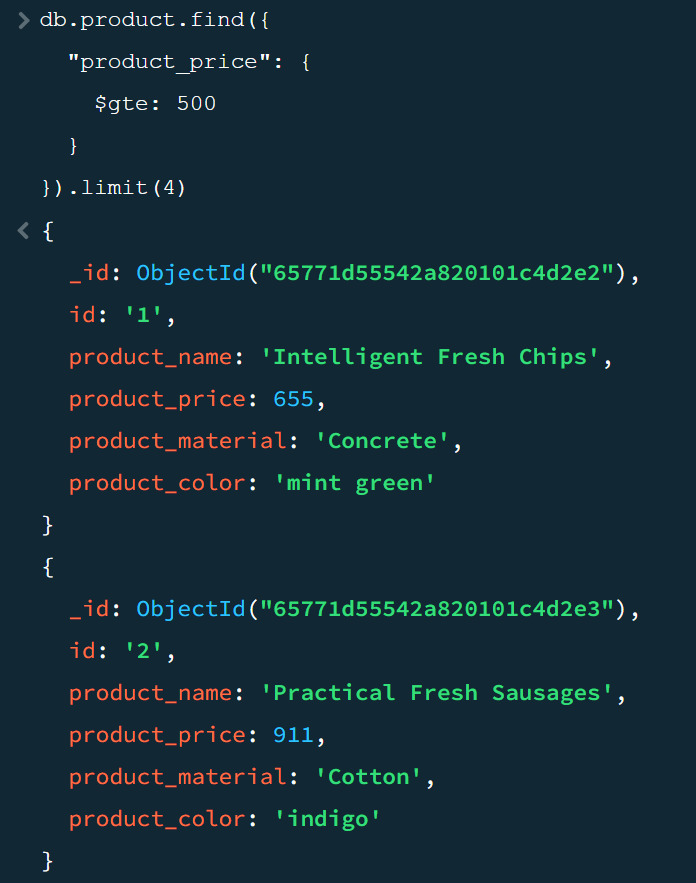 > db.product.find({
"product_price": {
$gte: 500
}
}).limit(4)
< {
_id: ObjectId("65771d55542a820101c4d2e2"),
id: '1',
product_name: 'Intelligent Fresh Chips',
product_price: 655,
product_material: 'Concrete',
product_color: 'mint green'
}
{
_id: ObjectId("65771d55542a820101c4d2e3"),
id: '2',
product_name: 'Practical Fresh Sausages',
product_price: 911,
product_material: 'Cotton',
product_color: 'indigo'
}